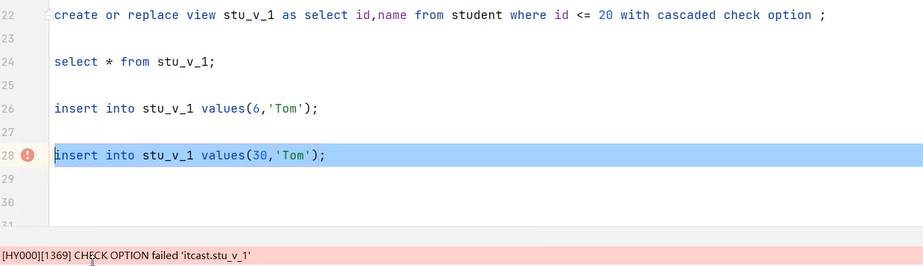 22 create or replace view stu_v_1 as select id,name from student where id <= 20 with cascaded check option ;
23
24 select * from stu_v_1;
25
26 insert into stu_v_1 values(6,'Tom');
27
28 insert into stu_v_1 values(30,'Tom');
29
30
31
[HY000][1369] CHECK OPTION failed 'itcast.stu_v_1'